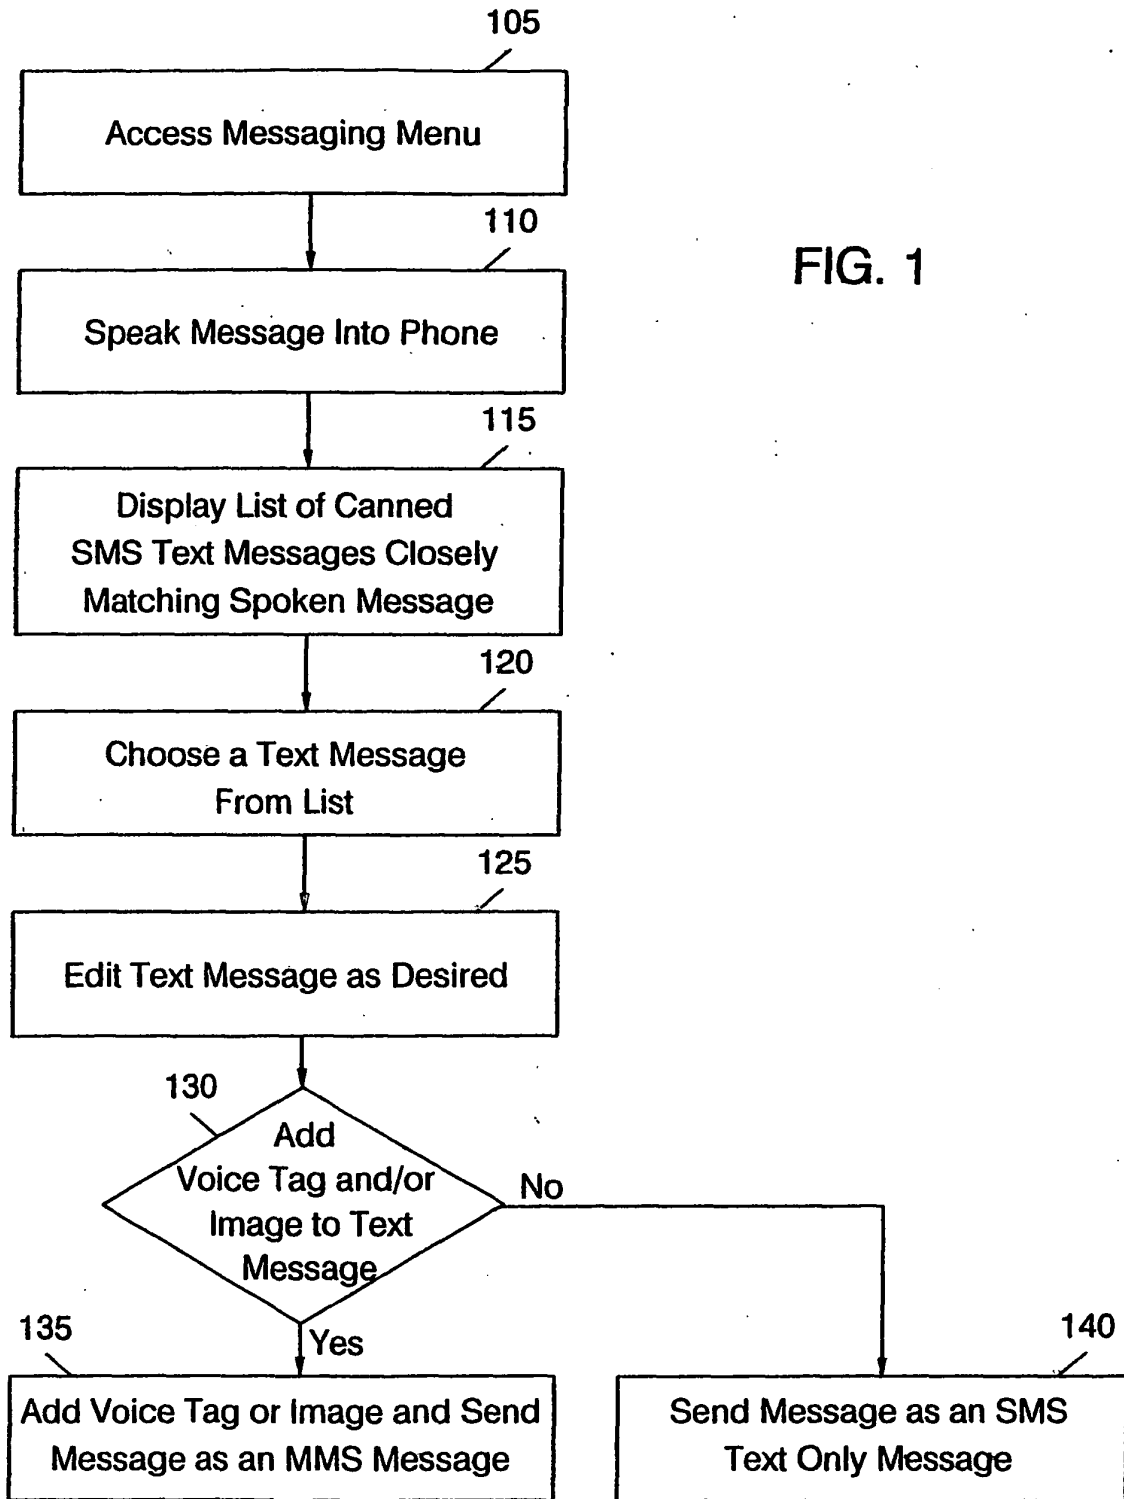 105
Access Messaging Menu
110
FIG. 1
Speak Message Into Phone
115
Display List of Canned
SMS Text Messages Closely
Matching Spoken Message
120
Choose a Text Message
From List
125
Edit Text Message as Desired
130
Add
Voice Tag and/or
Image to Text
Message
No
Yes
135
Add Voice Tag or Image and Send
Message as an MMS Message
140
Send Message as an SMS
Text Only Message